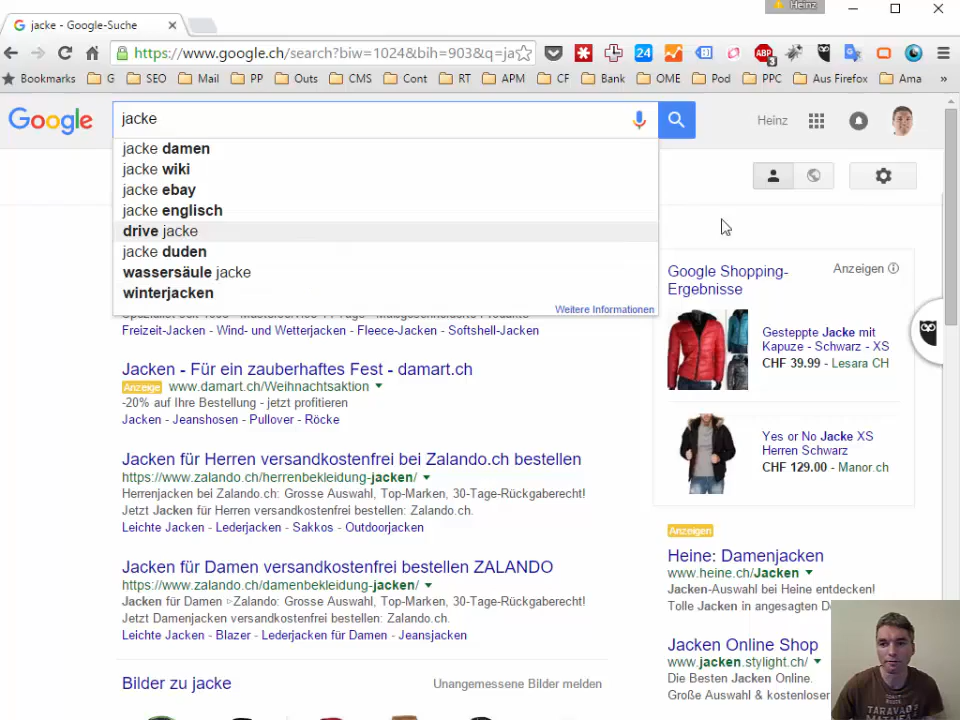 jacke - Google-Suche
Heinz
https://www.google.ch/search?biw=1024&bih=903&q=ja
24
ABP
3
Bookmarks G SEO Mail PP Outs CMS Cont RT APM CF Bank OME Pod PPC Aus Firefox Ama
Google
jacke
Heinz
jacke damen
jacke wiki
jacke ebay
jacke englisch
drive jacke
jacke duden
wassersäule jacke
winterjacken
Weitere Informationen
Freizeit-Jacken - Wind- und Wetterjacken - Fleece-Jacken - Softshell-Jacken
Jacken - Für ein zauberhaftes Fest - damart.ch
Anzeige www.damart.ch/Weihnachtsaktion
-20% auf Ihre Bestellung - jetzt profitieren
Jacken - Jeanshosen - Pullover - Röcke
Jacken für Herren versandkostenfrei bei Zalando.ch bestellen
https://www.zalando.ch/herrenbekleidung-jacken/
Herrenjacken bei Zalando.ch: Grosse Auswahl, Top-Marken, 30-Tage-Rückgaberecht!
Jetzt Jacken für Herren versandkostenfrei bestellen: Zalando.ch.
Leichte Jacken - Lederjacken - Sakkos - Outdoorjacken
Jacken für Damen versandkostenfrei bestellen ZALANDO
https://www.zalando.ch/damenbekleidung-jacken/
Jacken für Damen ▷Zalando: Grosse Auswahl, Top-Marken, 30-Tage-Rückgaberecht!
Jetzt Damenjacken versandkostenfrei bestellen: Zalando.ch.
Leichte Jacken - Blazer - Lederjacken für Damen - Jeansjacken
Bilder zu jacke
Unangemessene Bilder melden
Google Shopping-
Ergebnisse
Anzeigen
Gesteppte Jacke mit
Kapuze - Schwarz - XS
CHF 39.99 - Lesara CH
Yes or No Jacke XS
Herren Schwarz
CHF 129.00 - Manor.ch
Anzeigen
Heine: Damenjacken
www.heine.ch/Jacken
Jacken-Auswahl bei Heine entdecken!
Tolle Jacken in angesagten D
Jacken Online Shop
www.jacken.stylight.ch/
Die Besten Jacken Online.
Große Auswahl & kostenloser